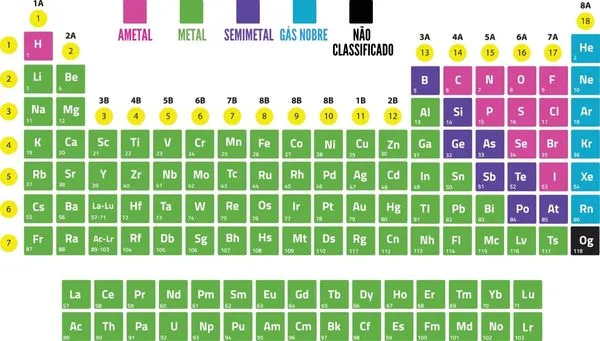 1A 8A
AMETAL METAL SEMIMETAL GÁS NOBRE NÃO CLASSIFICADO
1 18
1 H 1 2A 3A 4A 5A 6A 7A He 2
2 13 14 15 16 17
2 Li 3 Be 4 B 5 C 6 N 7 O 8 F 9 Ne 10
3B 4B 5B 6B 7B 8B 8B 8B 1B 2B
3 Na 11 Mg 12 3 4 5 6 7 8 9 10 11 12 Al 13 Si 14 P 15 S 16 Cl 17 Ar 18
4 K 19 Ca 20 Sc 21 Ti 22 V 23 Cr 24 Mn 25 Fe 26 Co 27 Ni 28 Cu 29 Zn 30 Ga 31 Ge 32 As 33 Se 34 Br 35 Kr 36
5 Rb 37 Sr 38 Y 39 Zr 40 Nb 41 Mo 42 Tc 43 Ru 44 Rh 45 Pd 46 Ag 47 Cd 48 In 49 Sn 50 Sb 51 Te 52 I 53 Xe 54
6 Cs 55 Ba 56 La-Lu 57-71 Hf 72 Ta 73 W 74 Re 75 Os 76 Ir 77 Pt 78 Au 79 Hg 80 Tl 81 Pb 82 Bi 83 Po 84 At 85 Rn 86
7 Fr 87 Ra 88 Ac-Lr 89-103 Rf 104 Db 105 Sg 106 Bh 107 Hs 108 Mt 109 Ds 110 Rg 111 Cn 112 Nh 113 Fl 114 Mc 115 Lv 116 Ts 117 Og 118
La 57 Ce 58 Pr 59 Nd 60 Pm 61 Sm 62 Eu 63 Gd 64 Tb 65 Dy 66 Ho 67 Er 68 Tm 69 Yb 70 Lu 71
Ac 89 Th 90 Pa 91 U 92 Np 93 Pu 94 Am 95 Cm 96 Bk 97 Cf 98 Es 99 Fm 100 Md 101 No 102 Lr 103